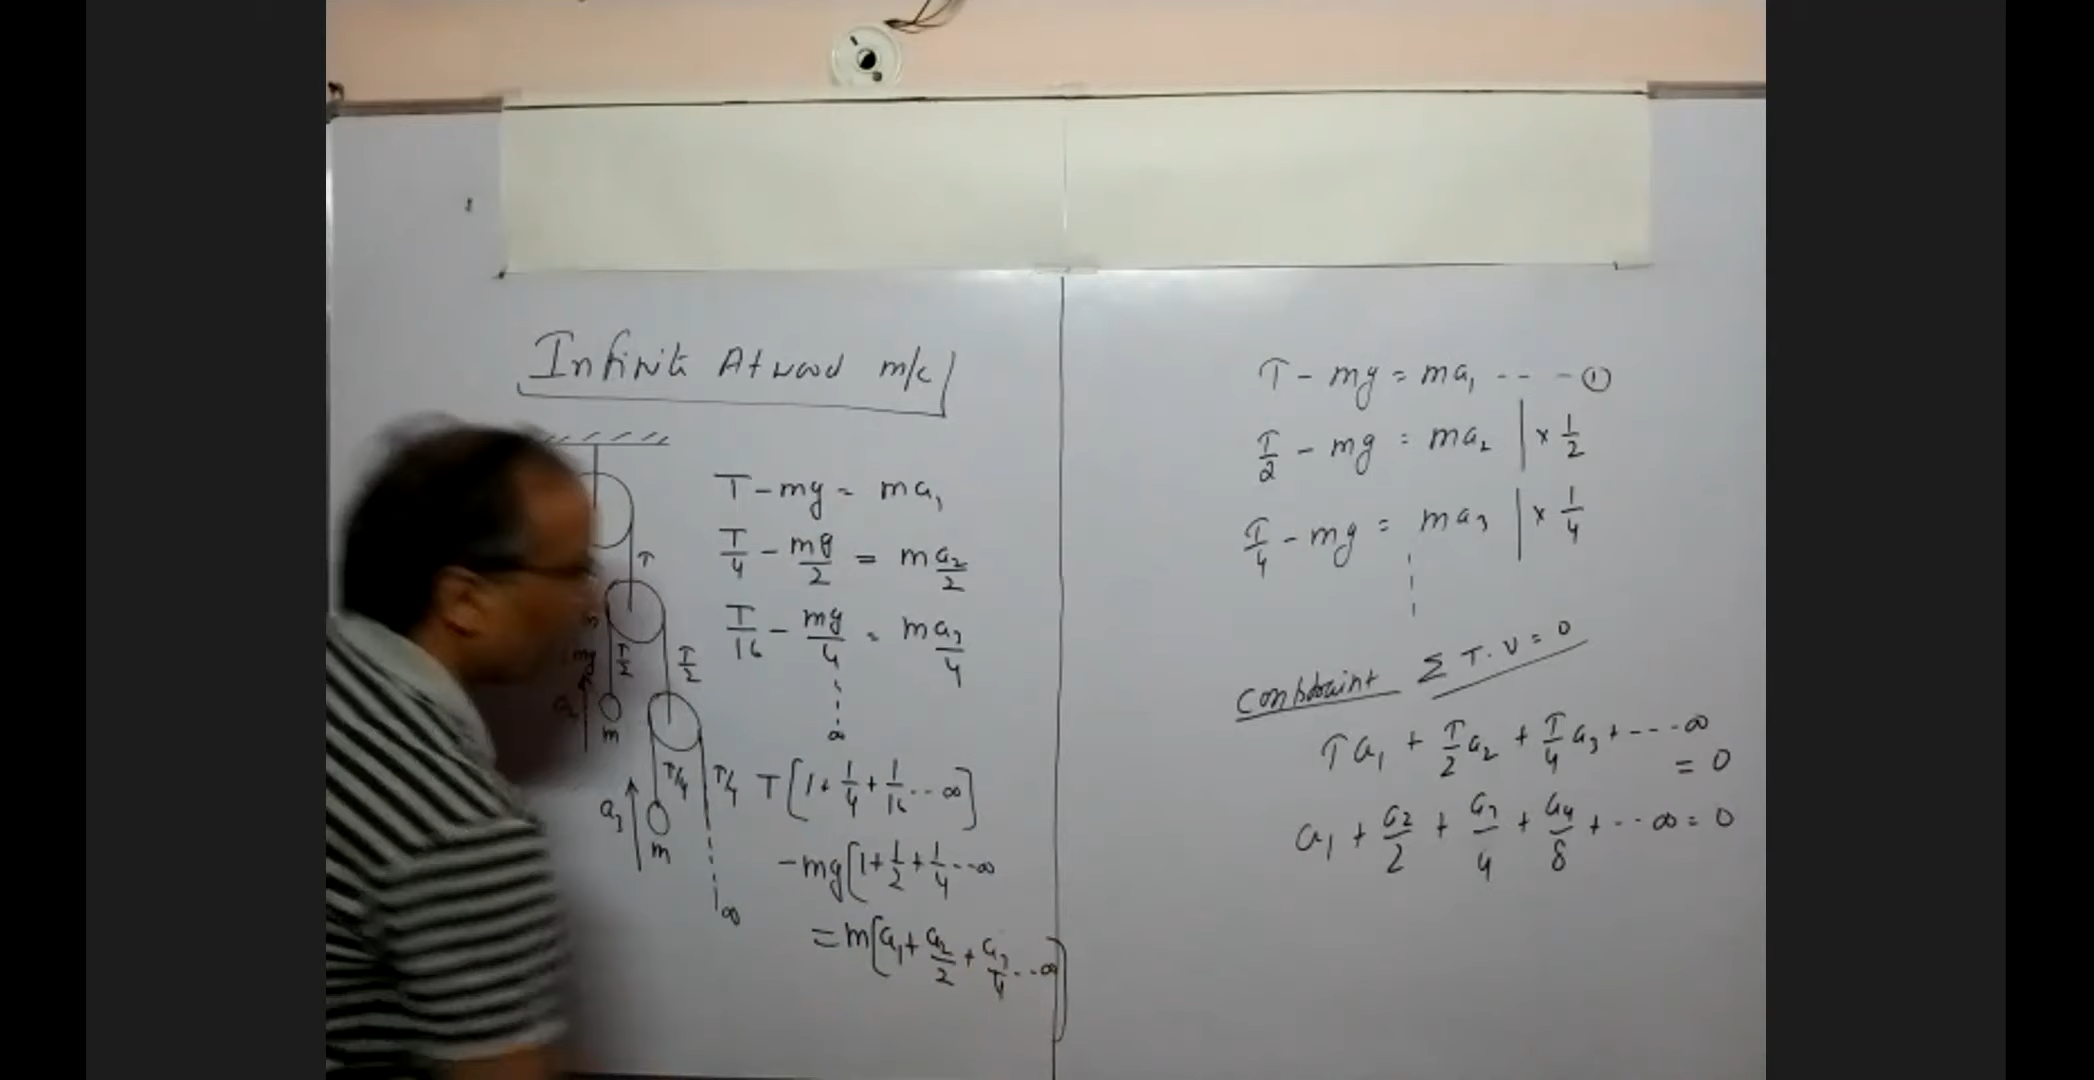 Infinite Atwood m/c
T
m
mg
T/2
T/2
a₂
m
T/4
T/4
a₃
m
∞
T - mg = ma₁
T/4 - mg/2 = m a₂/2
T/16 - mg/4 = m a₃/4
∞
T[1 + 1/4 + 1/16 .. ∞]
- mg[1 + 1/2 + 1/4 --∞
= m[a₁ + a₂/2 + a₃/4 .. ∞]
T - mg = ma₁ -- - ①
T/2 - mg = ma₂ | × 1/2
T/4 - mg = ma₃ | × 1/4
Constraint Σ T·v = 0
Ta₁ + T/2 a₂ + T/4 a₃ + --- ∞
= 0
a₁ + a₂/2 + a₃/4 + a₄/8 + -- ∞ = 0